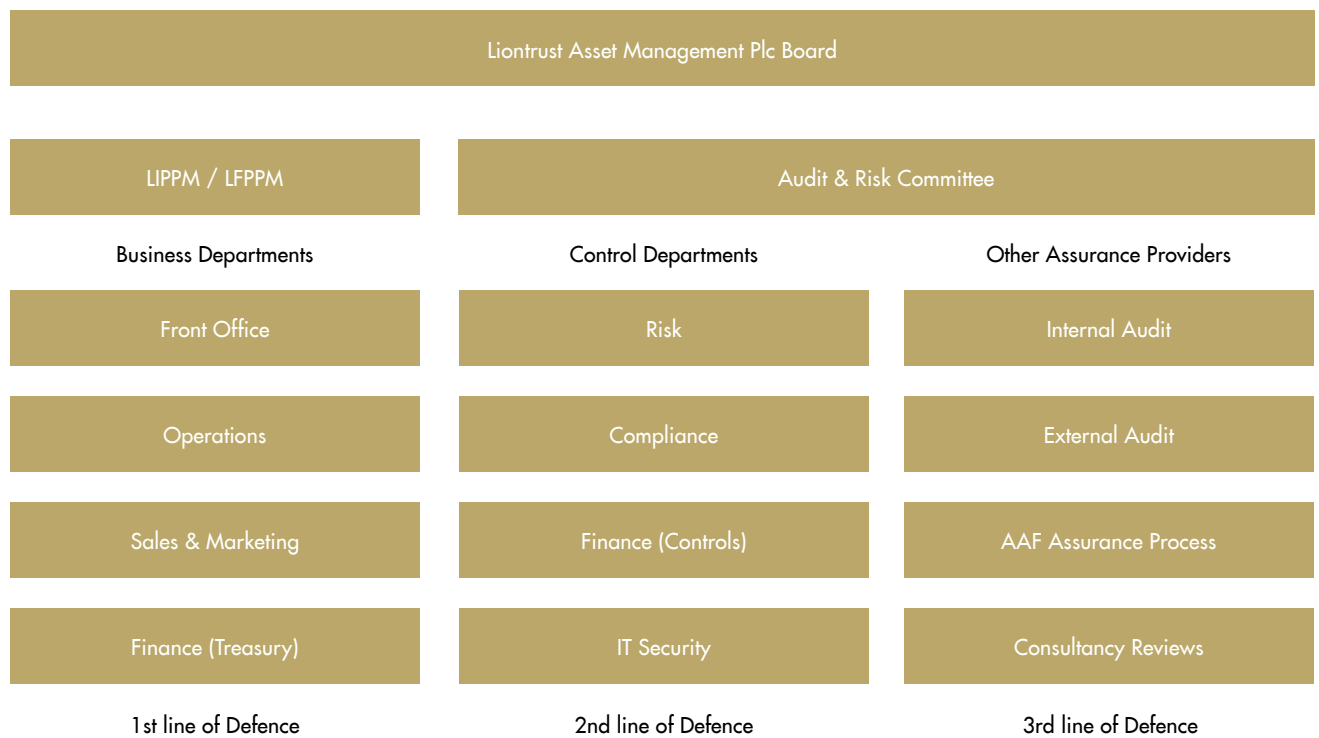 Liontrust Asset Management Plc Board
LIPPM / LFPPM
Audit & Risk Committee
Business Departments
Control Departments
Other Assurance Providers
Front Office
Risk
Internal Audit
Operations
Compliance
External Audit
Sales & Marketing
Finance (Controls)
AAF Assurance Process
Finance (Treasury)
IT Security
Consultancy Reviews
1st line of Defence
2nd line of Defence
3rd line of Defence